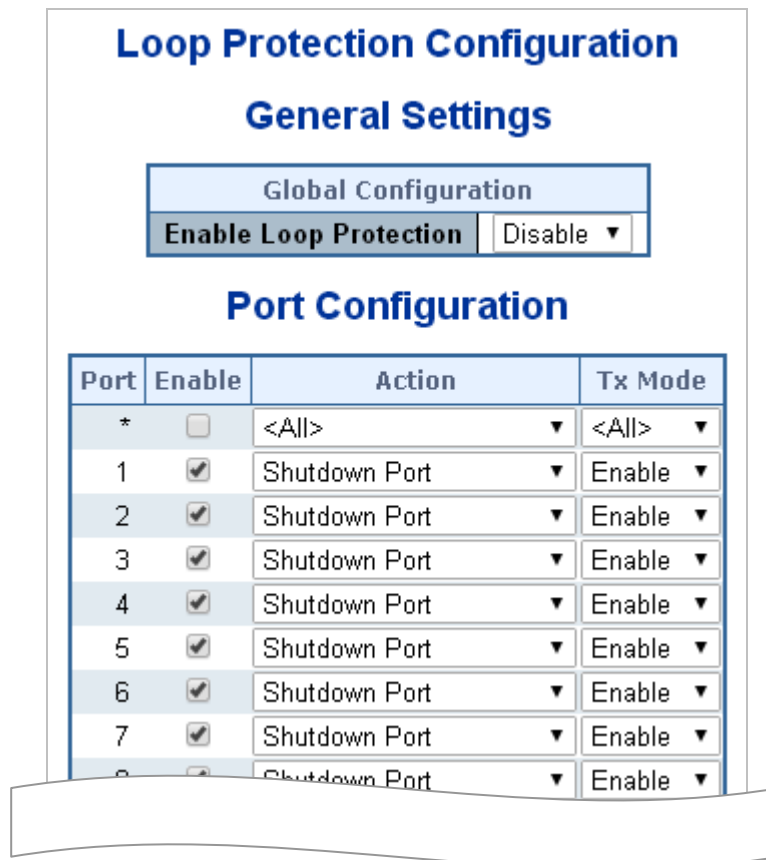 Loop Protection Configuration
General Settings
Global Configuration
Enable Loop Protection Disable
Port Configuration
Port Enable Action Tx Mode
* <All> <All>
1 Shutdown Port Enable
2 Shutdown Port Enable
3 Shutdown Port Enable
4 Shutdown Port Enable
5 Shutdown Port Enable
6 Shutdown Port Enable
7 Shutdown Port Enable
Shutdown Port Enable